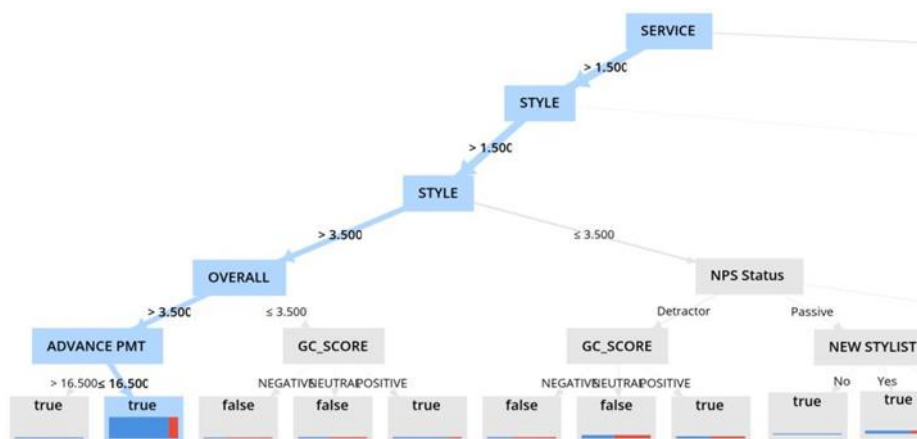 SERVICE
> 1.500
STYLE
> 1.500
STYLE
> 3.500 ≤ 3.500
OVERALL NPS Status
> 3.500 ≤ 3.500 Detractor Passive
ADVANCE PMT GC_SCORE GC_SCORE NEW STYLIST
> 16.500 ≤ 16.500 NEGATIVE NEUTRAL POSITIVE NEGATIVE NEUTRAL POSITIVE No Yes
true true false false true false false true true true